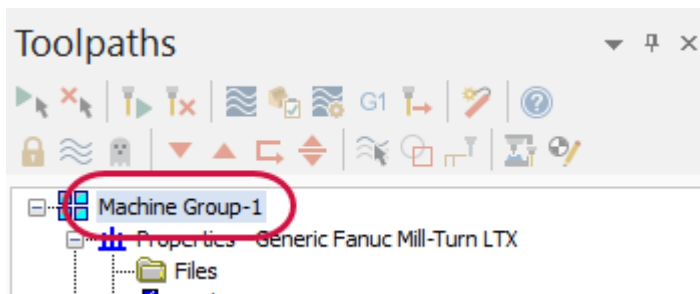 Toolpaths
G1
Machine Group-1
Properties - Generic Fanuc Mill-Turn LTX
Files